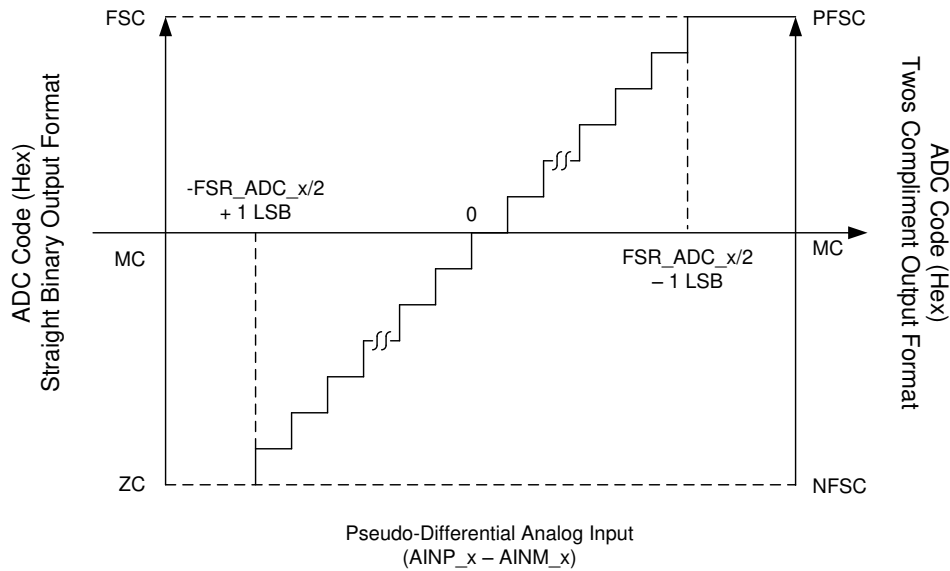 FSC
PFSC
ADC Code (Hex)
Straight Binary Output Format
ADC Code (Hex)
Twos Compliment Output Format
-FSR_ADC_x/2
+ 1 LSB
0
MC
MC
FSR_ADC_x/2
– 1 LSB
ZC
NFSC
Pseudo-Differential Analog Input
(AINP_x – AINM_x)